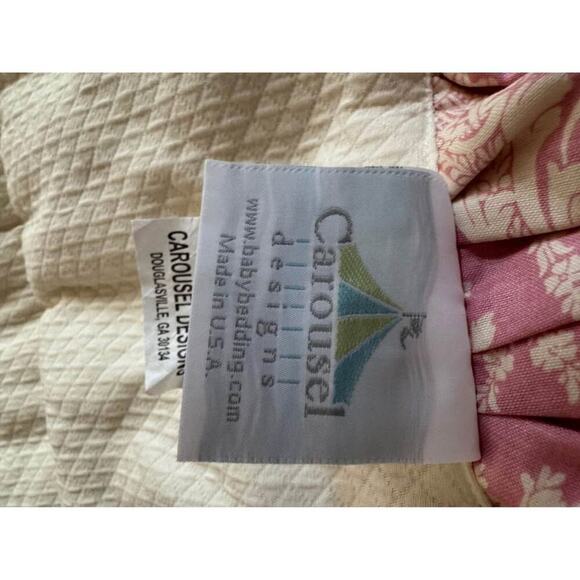 Carousel
designs
www.babybedding.com
Made in U.S.A.
CAROUSEL DESIGNS
DOUGLASVILLE, GA 30134